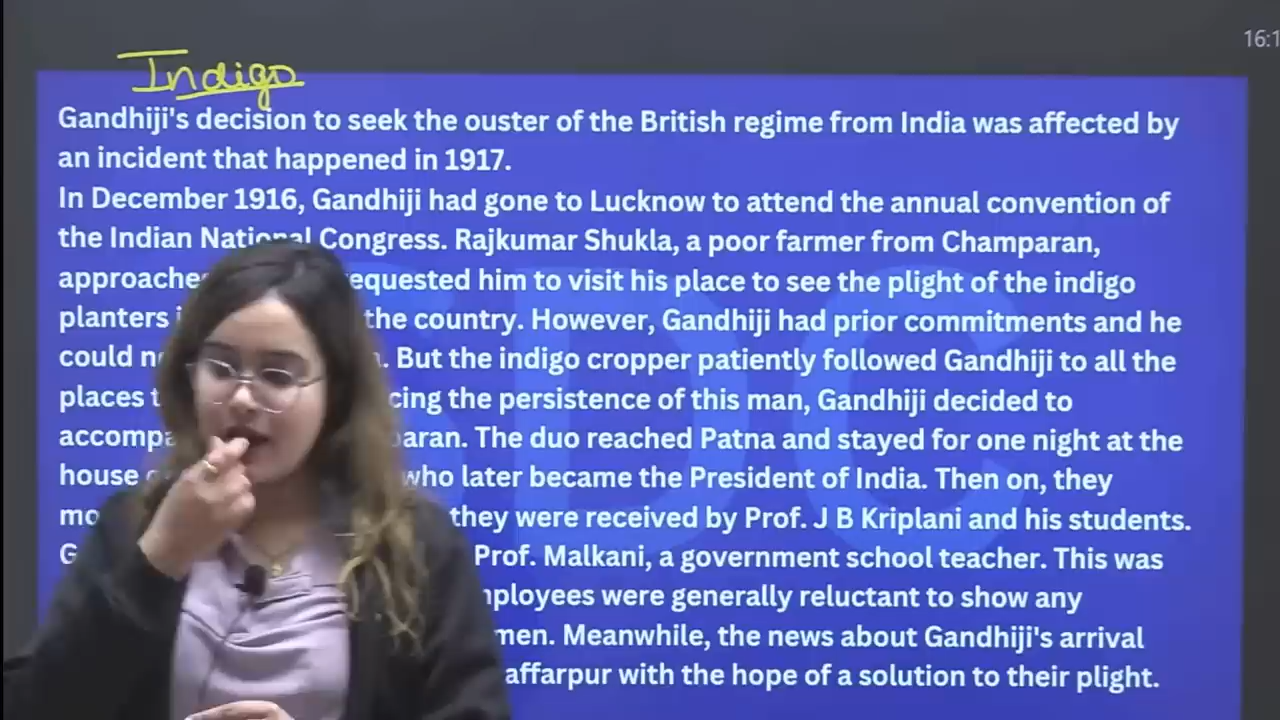 16:1
Indigo
Gandhiji's decision to seek the ouster of the British regime from India was affected by
an incident that happened in 1917.
In December 1916, Gandhiji had gone to Lucknow to attend the annual convention of
the Indian National Congress. Rajkumar Shukla, a poor farmer from Champaran,
requested him to visit his place to see the plight of the indigo
planters the country. However, Gandhiji had prior commitments and he
could But the indigo cropper patiently followed Gandhiji to all the
places the persistence of this man, Gandhiji decided to
The duo reached Patna and stayed for one night at the
house who later became the President of India. Then on, they
they were received by Prof. J B Kriplani and his students.
Prof. Malkani, a government school teacher. This was
were generally reluctant to show any
Meanwhile, the news about Gandhiji's arrival
with the hope of a solution to their plight.